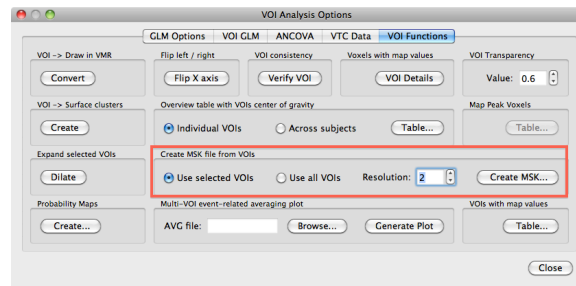 VOI Analysis Options
GLM Options VOI GLM ANCOVA VTC Data VOI Functions
VOI -> Draw in VMR Flip left / right VOI consistency Voxels with map values VOI Transparency
Convert Flip X axis Verify VOI VOI Details Value: 0.6
VOI -> Surface clusters Overview table with VOIs center of gravity Map Peak Voxels
Create Individual VOIs Across subjects Table... Table...
Expand selected VOIs Create MSK file from VOIs
Dilate Use selected VOIs Use all VOIs Resolution: 2 Create MSK...
Probability Maps Multi-VOI event-related averaging plot VOIs with map values
Create... AVG file: Browse... Generate Plot Table...
Close